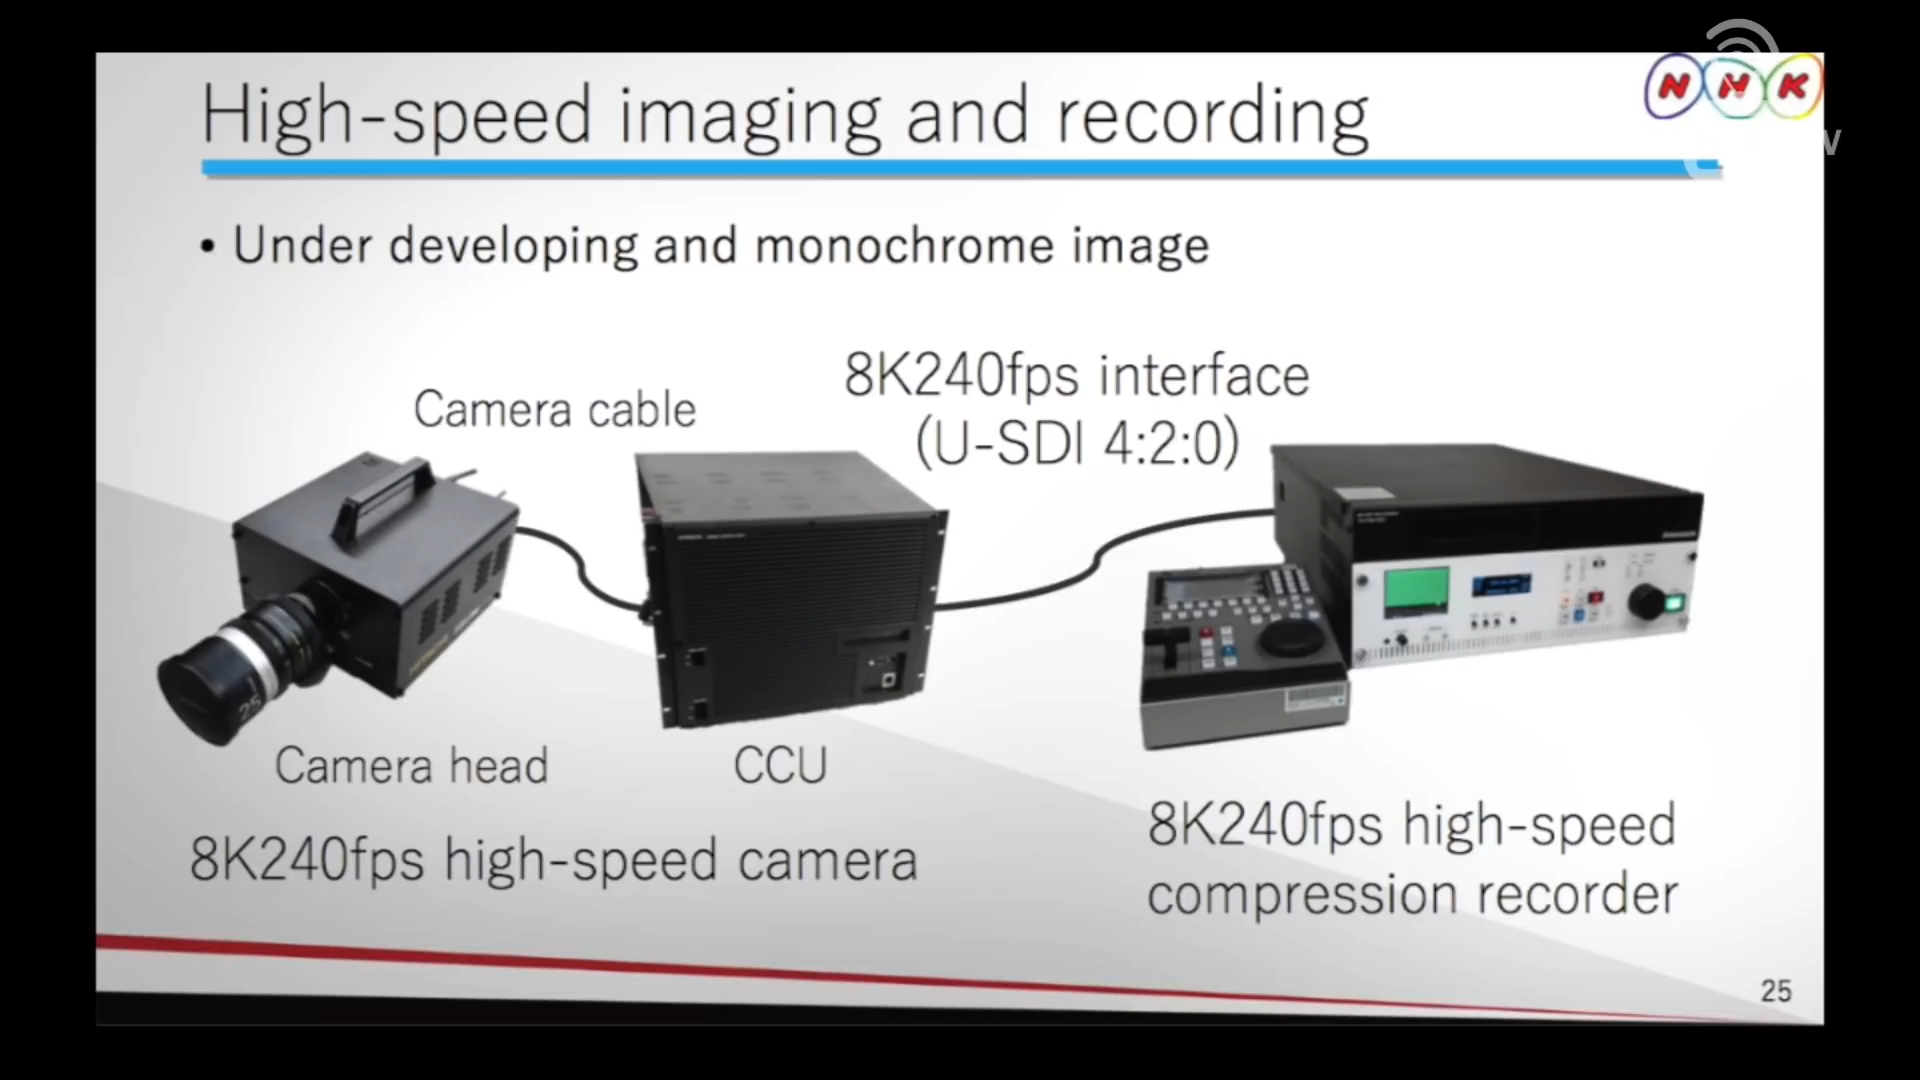 High-speed imaging and recording
NHK
• Under developing and monochrome image
8K240fps interface
(U-SDI 4:2:0)
Camera cable
25
Camera head
CCU
8K240fps high-speed camera
8K240fps high-speed
compression recorder
25